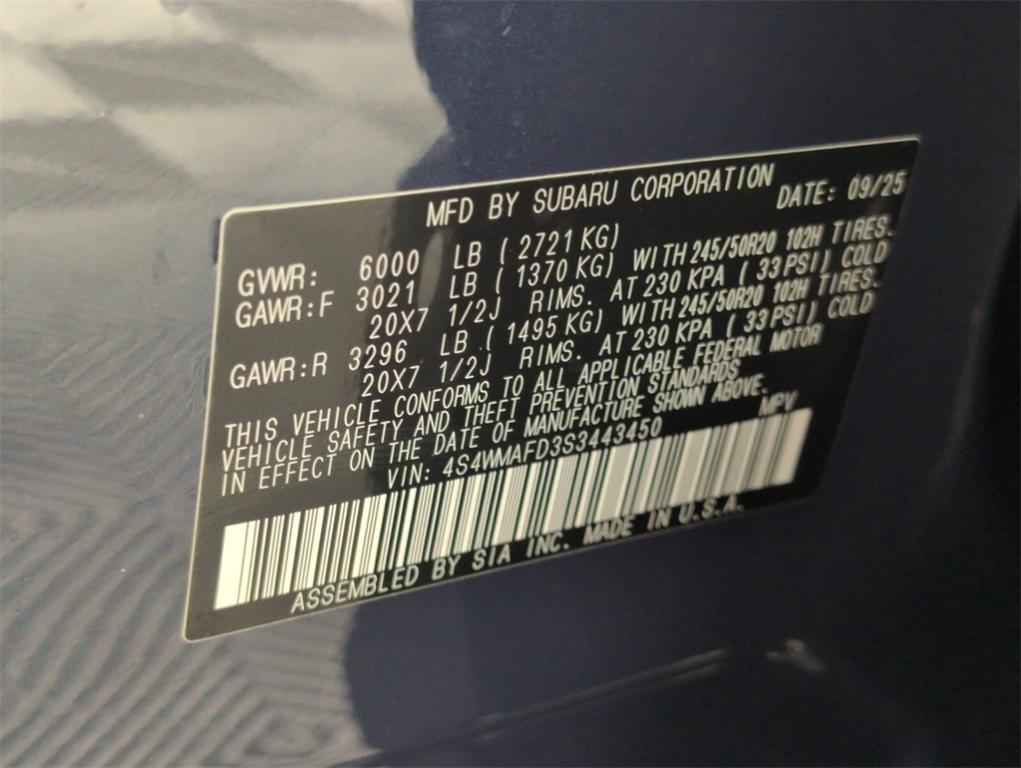 MFD BY SUBARU CORPORATION DATE: 09/25
GVWR: 6000 LB ( 2721 KG)
GAWR:F 3021 LB ( 1370 KG) WITH 245/50R20 102H TIRES.
20X7 1/2J RIMS. AT 230 KPA ( 33 PSI) COLD
GAWR:R 3296 LB ( 1495 KG) WITH 245/50R20 102H TIRES.
20X7 1/2J RIMS. AT 230 KPA ( 33 PSI) COLD
THIS VEHICLE CONFORMS TO ALL APPLICABLE FEDERAL MOTOR
VEHICLE SAFETY AND THEFT PREVENTION STANDARDS
IN EFFECT ON THE DATE OF MANUFACTURE SHOWN ABOVE.
VIN: 4S4WMAFD3S3443450 MPV
ASSEMBLED BY SIA INC. MADE IN U.S.A.